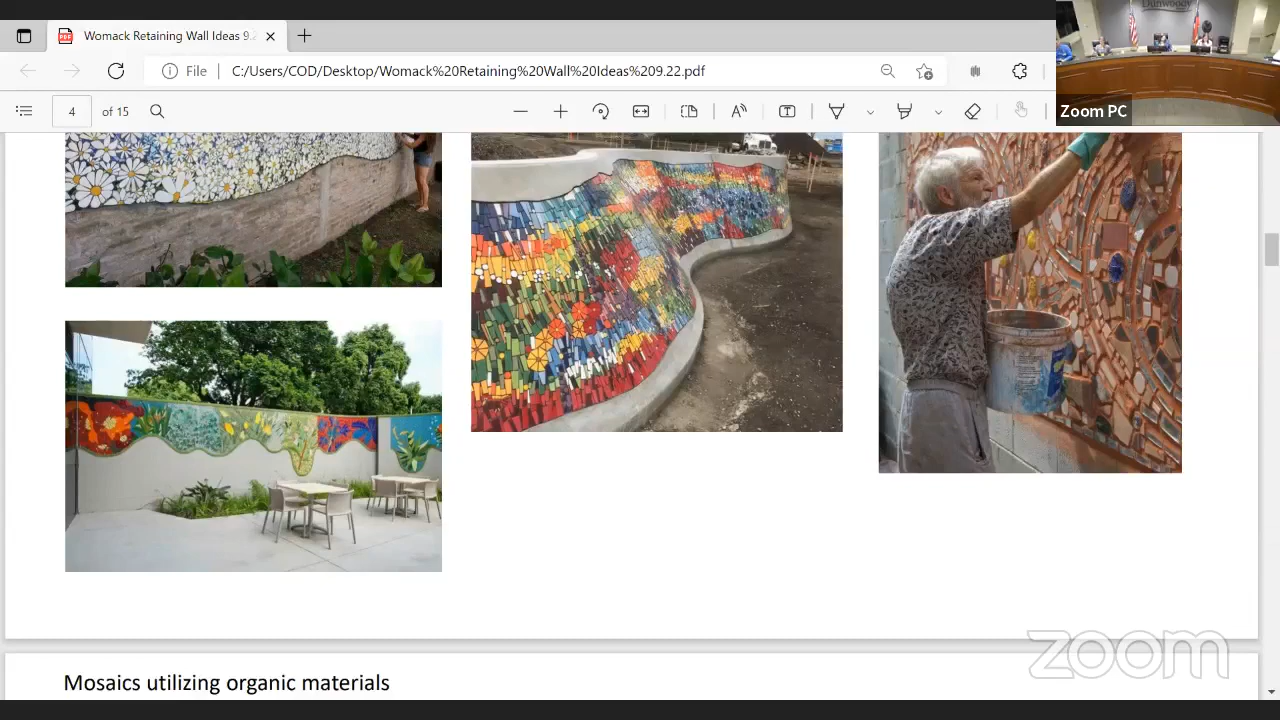 Womack Retaining Wall Ideas 9.2
File
C:/Users/COD/Desktop/Womack%20Retaining%20Wall%20Ideas%209.22.pdf
Dunwoody
Zoom PC
4 of 15
zoom
Mosaics utilizing organic materials